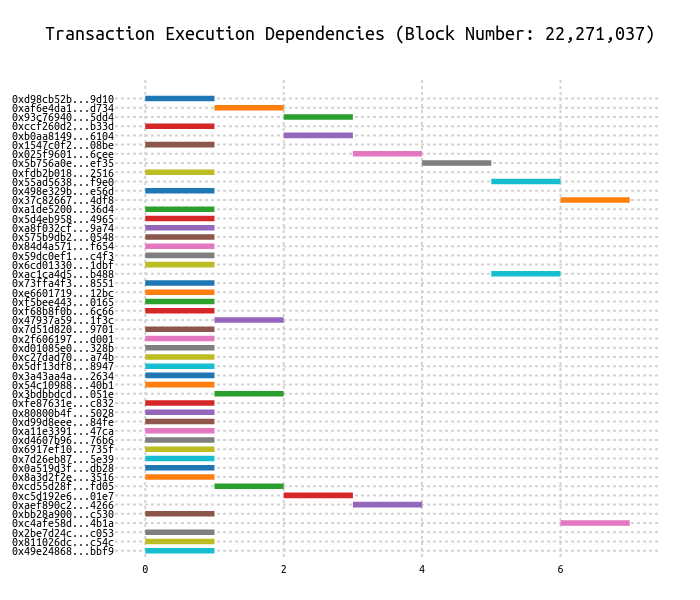 Transaction Execution Dependencies (Block Number: 22,271,037)
0xd98cb52b...9d10
0xaf6e4da1...d734
0x93c76940...5dd4
0xccf260d2...b33d
0xb0aa8149...6104
0x1547c0f2...08be
0x025f9601...6cee
0x5b756a0e...ef35
0xfdb2b018...2516
0x55ad5638...f9e0
0x498e329b...e56d
0x37c82667...4df8
0xa1de5200...36d4
0x5d4eb958...4965
0xa8f032cf...9a74
0x575b9db2...0548
0x84d4a571...f654
0x59dc0ef1...c4f3
0x6cd01330...1dbf
0xac1ca4d5...b488
0x73ffa4f3...8551
0xe6601719...12bc
0xf5bee443...0165
0xf68b8f0b...6c66
0x47937a59...1f3c
0x7d51d820...9701
0x2f606197...d001
0xd01085e0...328b
0xc27dad70...a74b
0x5df13df8...8947
0x3a43aa4a...2634
0x54c10988...40b1
0x3bdbbdcd...051e
0xfe87631e...c832
0x80800b4f...5028
0xd99d8eee...84fe
0xa11e3391...47ca
0xd4607b96...76b6
0x6917ef10...735f
0x7d26eb87...5e39
0x0a519d3f...db28
0x8a3d2f2e...3516
0xcd55d28f...fd05
0xc5d192e6...01e7
0xaef890c2...4266
0xbb28a900...c530
0xc4afe58d...4b1a
0x2be7d24c...c053
0x811026dc...c54c
0x49e24868...bbf9
0 2 4 6